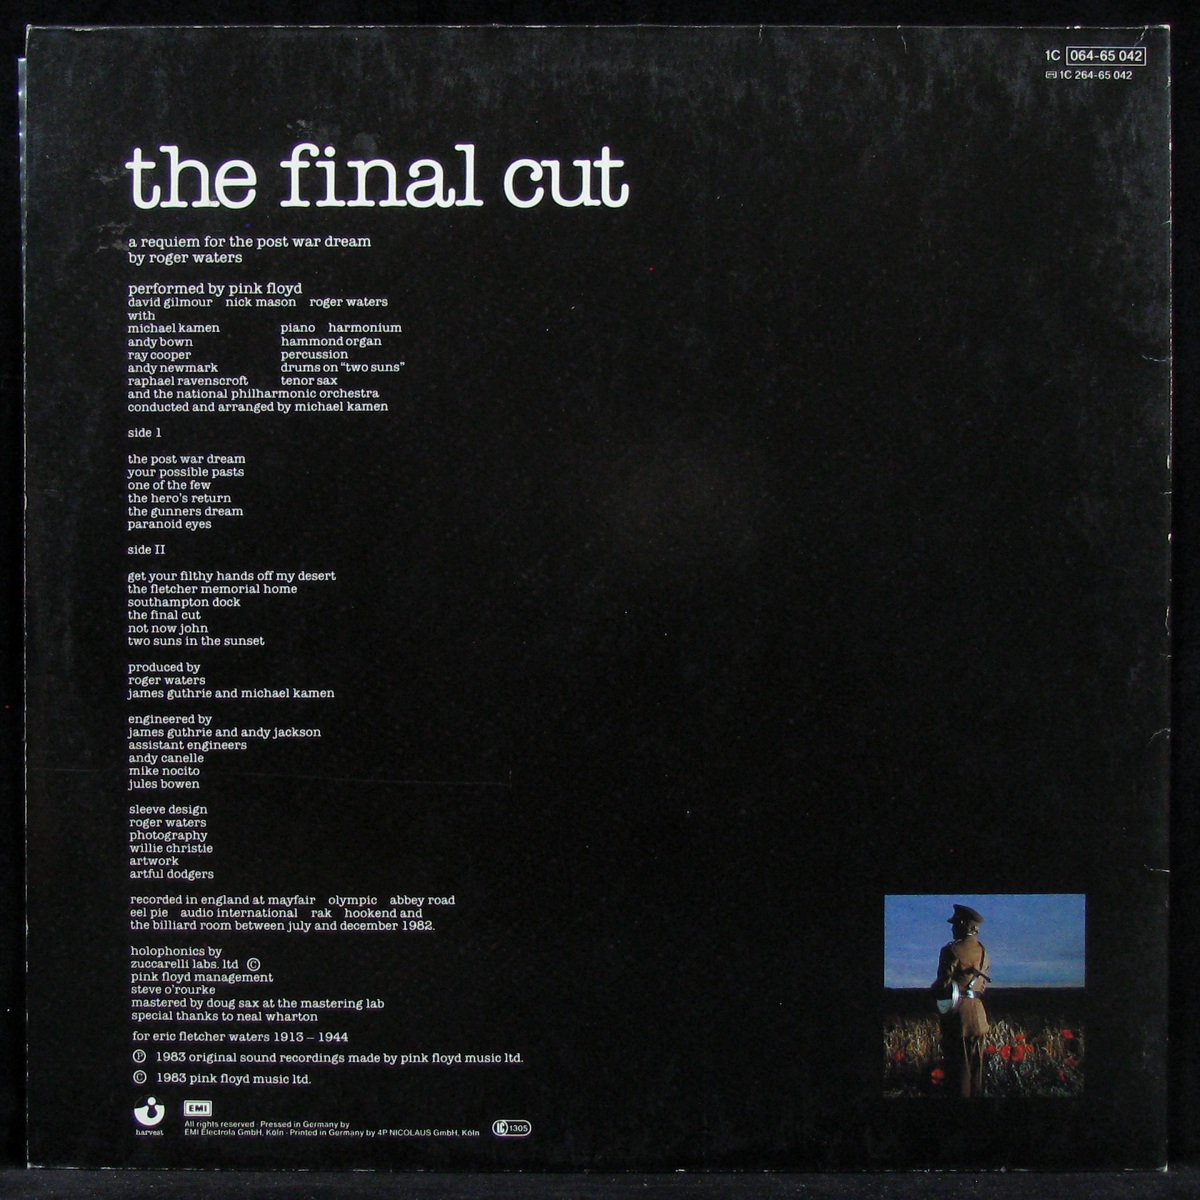 1C 064-65 042
1C 264-65 042
the final cut
a requiem for the post war dream
by roger waters
performed by pink floyd
david gilmour nick mason roger waters
with
michael kamen piano harmonium
andy bown hammond organ
ray cooper percussion
andy newmark drums on "two suns"
raphael ravenscroft tenor sax
and the national philharmonic orchestra
conducted and arranged by michael kamen
side 1
the post war dream
your possible pasts
one of the few
the hero's return
the gunners dream
paranoid eyes
side II
get your filthy hands off my desert
the fletcher memorial home
southampton dock
the final cut
not now john
two suns in the sunset
produced by
roger waters
james guthrie and michael kamen
engineered by
james guthrie and andy jackson
assistant engineers
andy canelle
mike nocito
jules bowen
sleeve design
roger waters
photography
willie christie
artwork
artful dodgers
recorded in england at mayfair olympic abbey road
eel pie audio international rak hookend and
the billiard room between july and december 1982.
holophonics by
zuccarelli labs. ltd ©
pink floyd management
steve o'rourke
mastered by doug sax at the mastering lab
special thanks to neal wharton
for eric fletcher waters 1913 – 1944
℗ 1983 original sound recordings made by pink floyd music ltd.
© 1983 pink floyd music ltd.
harvest
EMI
All rights reserved · Pressed in Germany by
EMI Electrola GmbH, Köln · Printed in Germany by 4P NICOLAUS GmbH, Köln
LC 1305